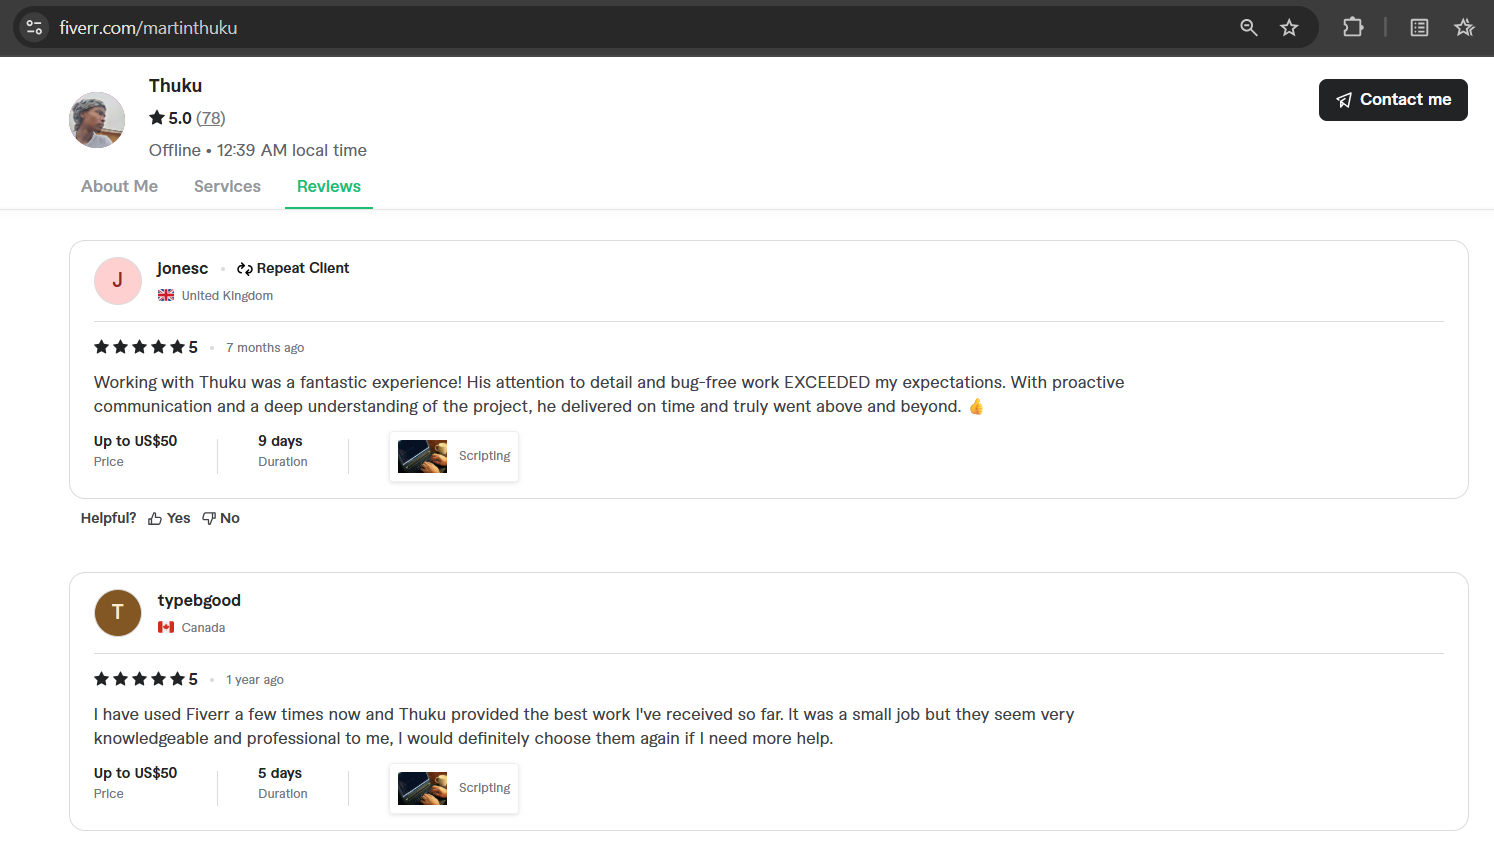 fiverr.com/martinthuku
Thuku
5.0 (78)
Offline • 12:39 AM local time
Contact me
About Me Services Reviews
J
jonesc • Repeat Client
United Kingdom
5 • 7 months ago
Working with Thuku was a fantastic experience! His attention to detail and bug-free work EXCEEDED my expectations. With proactive
communication and a deep understanding of the project, he delivered on time and truly went above and beyond. 👍
Up to US$50
Price
9 days
Duration
Scripting
Helpful? Yes No
T
typebgood
Canada
5 • 1 year ago
I have used Fiverr a few times now and Thuku provided the best work I've received so far. It was a small job but they seem very
knowledgeable and professional to me, I would definitely choose them again if I need more help.
Up to US$50
Price
5 days
Duration
Scripting